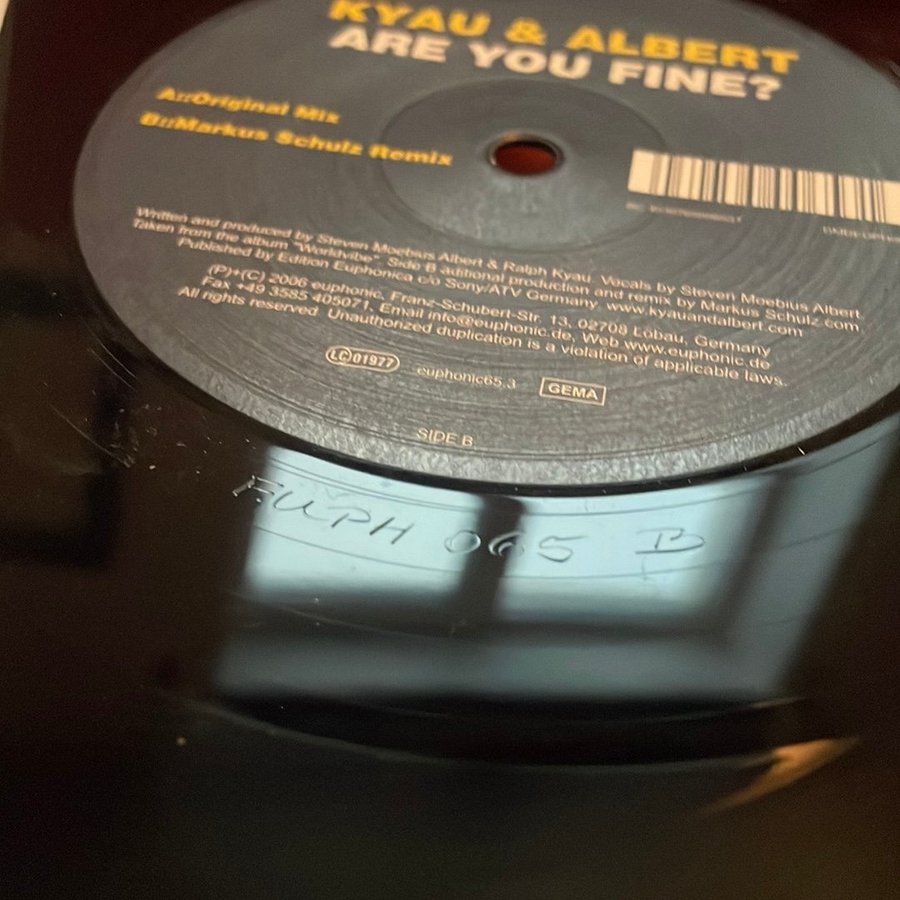 KYAU & ALBERT
ARE YOU FINE?
A::Original Mix
B::Markus Schulz Remix
Written and produced by Steven Moebius Albert & Ralph Kyau. Vocals by Steven Moebius Albert
Taken from the album "Worldvibe". Side B aditional production and remix by Markus Schulz
Published by Edition Euphonica c/o Sony/ATV Germany. www.kyauandalbert.com
(P)+(C) 2006 euphonic, Franz-Schubert-Str. 13, 02708 Löbau, Germany
Fax +49 3585 405071, Email info@euphonic.de, Web www.euphonic.de
All rights reserved. Unauthorized duplication is a violation of applicable laws.
LC 01977
euphonic65.3
GEMA
SIDE B
EUPH 065 B